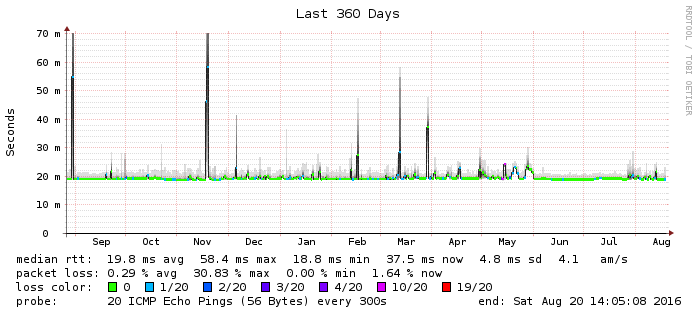 Last 360 Days
RRDTOOL / TOBI OETIKER
Seconds
70 m
60 m
50 m
40 m
30 m
20 m
10 m
0
Sep Oct Nov Dec Jan Feb Mar Apr May Jun Jul Aug
median rtt: 19.8 ms avg 58.4 ms max 18.8 ms min 37.5 ms now 4.8 ms sd 4.1 am/s
packet loss: 0.29 % avg 30.83 % max 0.00 % min 1.64 % now
loss color: 0 1/20 2/20 3/20 4/20 10/20 19/20
probe: 20 ICMP Echo Pings (56 Bytes) every 300s end: Sat Aug 20 14:05:08 2016